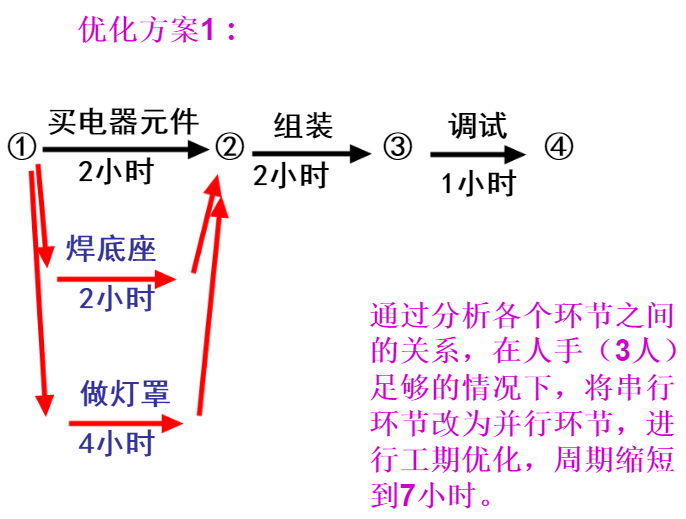 优化方案1：
买电器元件
组装
调试
①
②
③
④
2小时
2小时
1小时
焊底座
2小时
做灯罩
4小时
通过分析各个环节之间
的关系，在人手（3人）
足够的情况下，将串行
环节改为并行环节，进
行工期优化，周期缩短
到7小时。